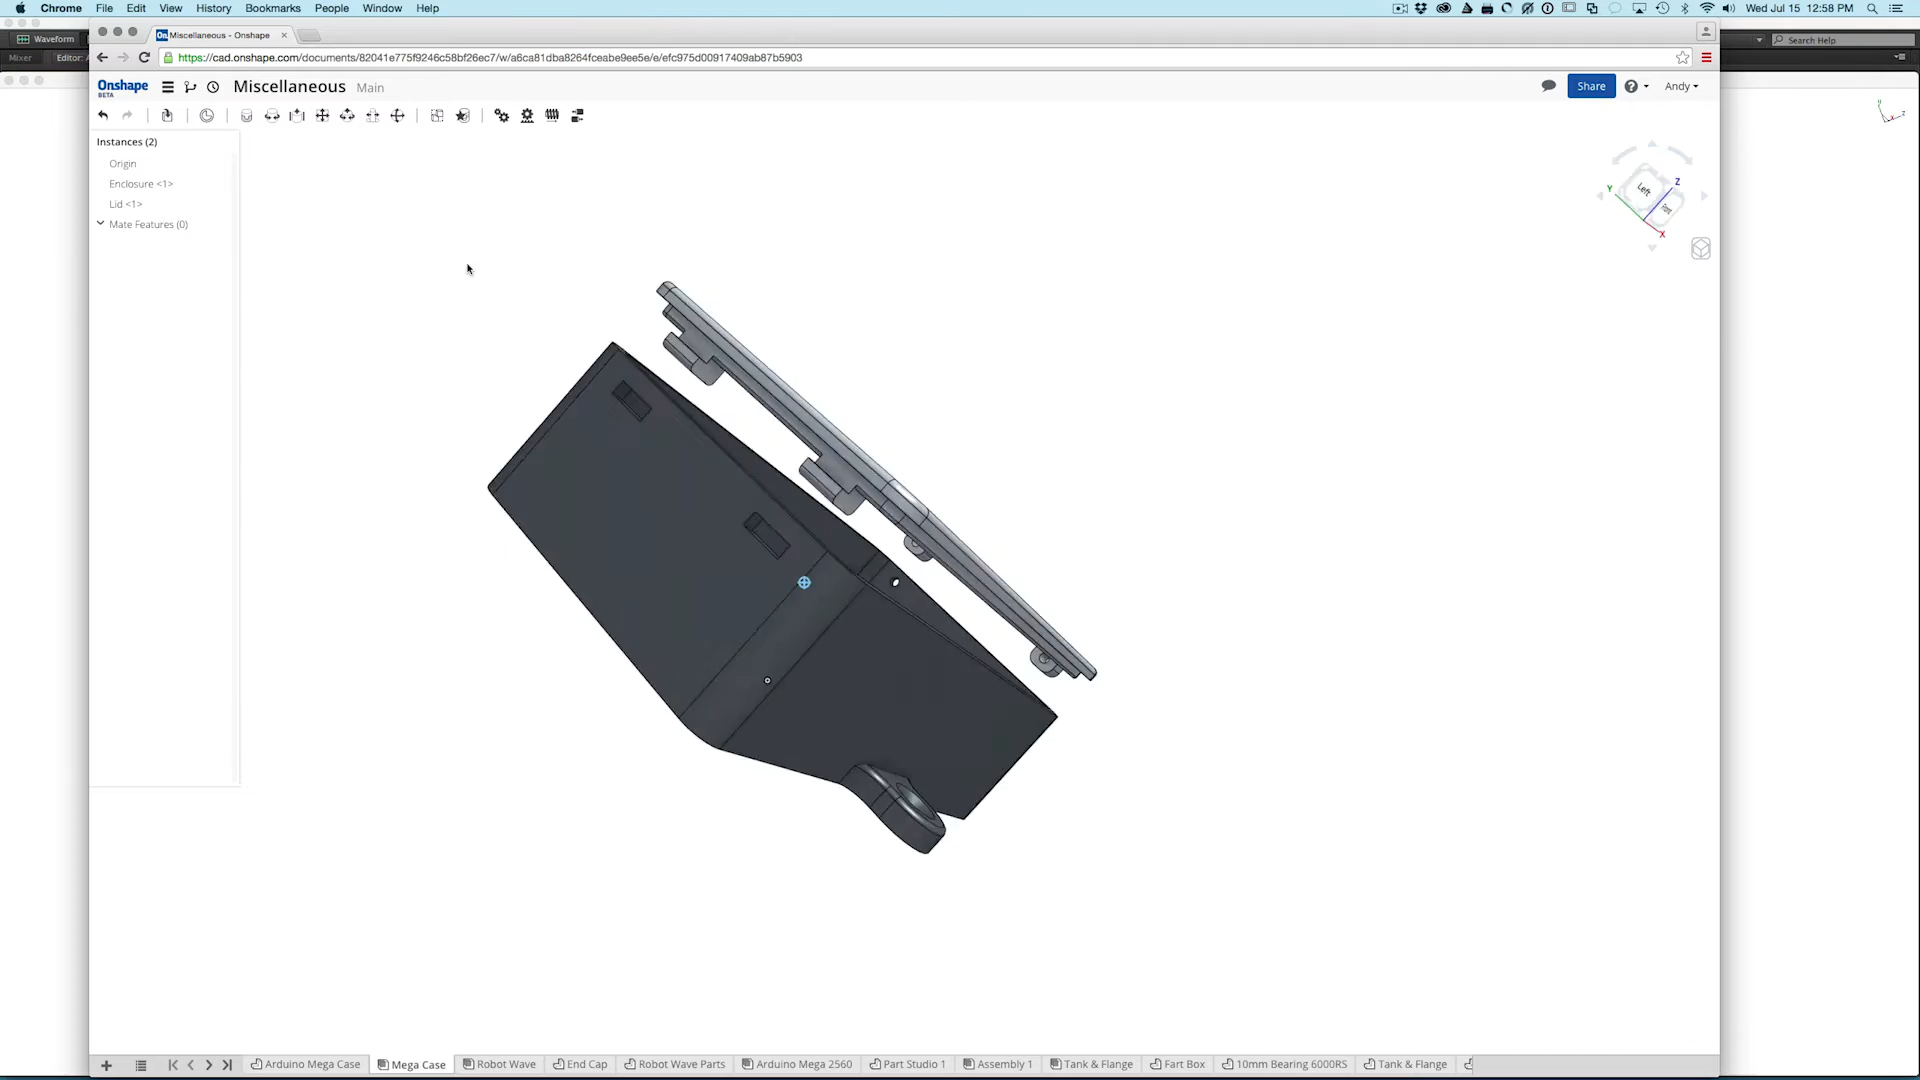 Chrome File Edit View History Bookmarks People Window Help
Wed Jul 15 12:58 PM
Waveform
Search Help
Mixer
Editor:
Miscellaneous - Onshape
https://cad.onshape.com/documents/82041e775f9246c58bf26ec7/w/a6ca81dba8264fceabe9ee5e/e/efc975d00917409ab87b5903
Onshape
BETA
Miscellaneous Main
Share
Andy
Instances (2)
Origin
Enclosure <1>
Lid <1>
Mate Features (0)
Left
Front
X
Y
Z
Arduino Mega Case
Mega Case
Robot Wave
End Cap
Robot Wave Parts
Arduino Mega 2560
Part Studio 1
Assembly 1
Tank & Flange
Fart Box
10mm Bearing 6000RS
Tank & Flange